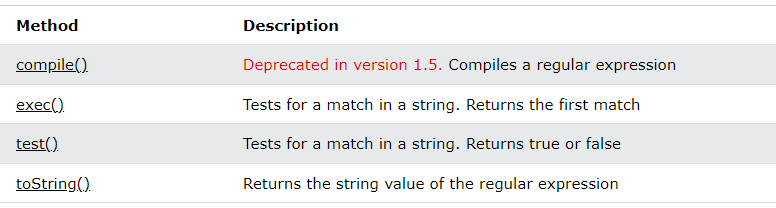 Method Description
compile() Deprecated in version 1.5. Compiles a regular expression
exec() Tests for a match in a string. Returns the first match
test() Tests for a match in a string. Returns true or false
toString() Returns the string value of the regular expression